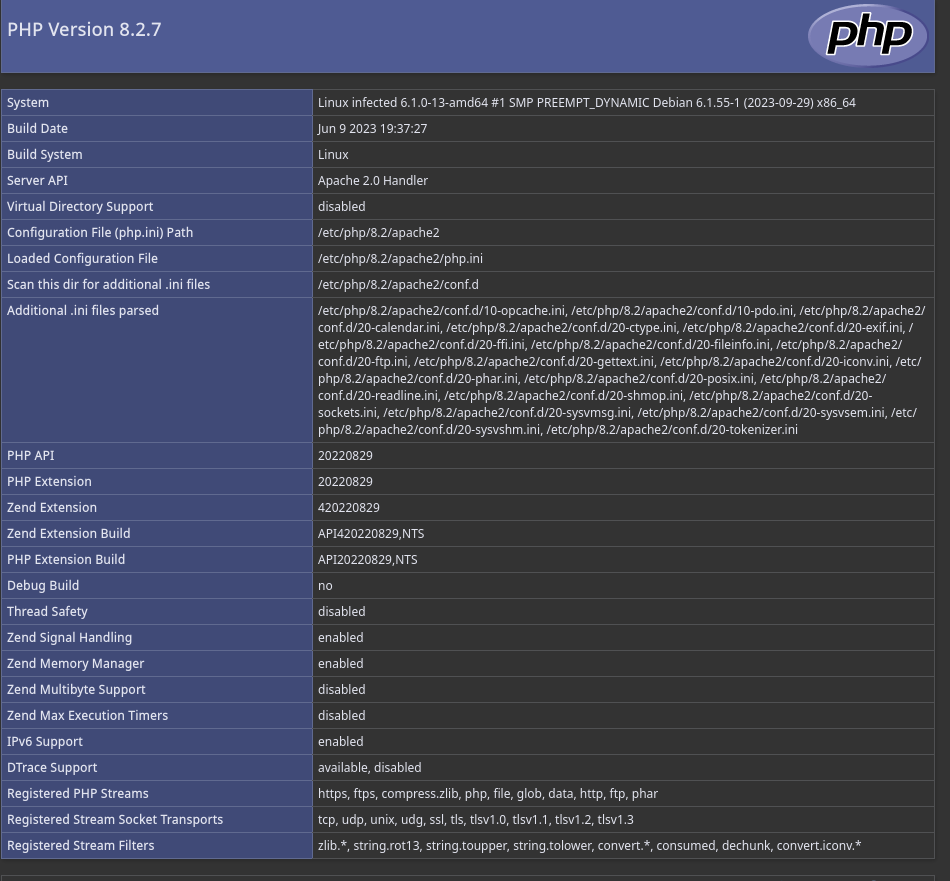 PHP Version 8.2.7
php
System Linux infected 6.1.0-13-amd64 #1 SMP PREEMPT_DYNAMIC Debian 6.1.55-1 (2023-09-29) x86_64
Build Date Jun 9 2023 19:37:27
Build System Linux
Server API Apache 2.0 Handler
Virtual Directory Support disabled
Configuration File (php.ini) Path /etc/php/8.2/apache2
Loaded Configuration File /etc/php/8.2/apache2/php.ini
Scan this dir for additional .ini files /etc/php/8.2/apache2/conf.d
Additional .ini files parsed /etc/php/8.2/apache2/conf.d/10-opcache.ini, /etc/php/8.2/apache2/conf.d/10-pdo.ini, /etc/php/8.2/apache2/
conf.d/20-calendar.ini, /etc/php/8.2/apache2/conf.d/20-ctype.ini, /etc/php/8.2/apache2/conf.d/20-exif.ini, /
etc/php/8.2/apache2/conf.d/20-ffi.ini, /etc/php/8.2/apache2/conf.d/20-fileinfo.ini, /etc/php/8.2/apache2/
conf.d/20-ftp.ini, /etc/php/8.2/apache2/conf.d/20-gettext.ini, /etc/php/8.2/apache2/conf.d/20-iconv.ini, /etc/
php/8.2/apache2/conf.d/20-phar.ini, /etc/php/8.2/apache2/conf.d/20-posix.ini, /etc/php/8.2/apache2/
conf.d/20-readline.ini, /etc/php/8.2/apache2/conf.d/20-shmop.ini, /etc/php/8.2/apache2/conf.d/20-
sockets.ini, /etc/php/8.2/apache2/conf.d/20-sysvmsg.ini, /etc/php/8.2/apache2/conf.d/20-sysvsem.ini, /etc/
php/8.2/apache2/conf.d/20-sysvshm.ini, /etc/php/8.2/apache2/conf.d/20-tokenizer.ini
PHP API 20220829
PHP Extension 20220829
Zend Extension 420220829
Zend Extension Build API420220829,NTS
PHP Extension Build API20220829,NTS
Debug Build no
Thread Safety disabled
Zend Signal Handling enabled
Zend Memory Manager enabled
Zend Multibyte Support disabled
Zend Max Execution Timers disabled
IPv6 Support enabled
DTrace Support available, disabled
Registered PHP Streams https, ftps, compress.zlib, php, file, glob, data, http, ftp, phar
Registered Stream Socket Transports tcp, udp, unix, udg, ssl, tls, tlsv1.0, tlsv1.1, tlsv1.2, tlsv1.3
Registered Stream Filters zlib.*, string.rot13, string.toupper, string.tolower, convert.*, consumed, dechunk, convert.iconv.*